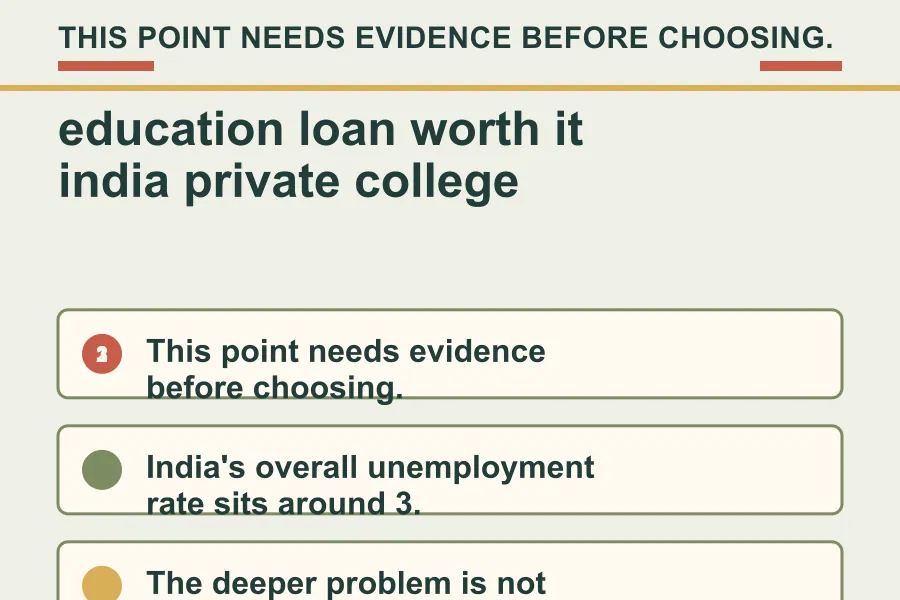 THIS POINT NEEDS EVIDENCE BEFORE CHOOSING.
education loan worth it
india private college
This point needs evidence
before choosing.
India's overall unemployment
rate sits around 3.
The deeper problem is not